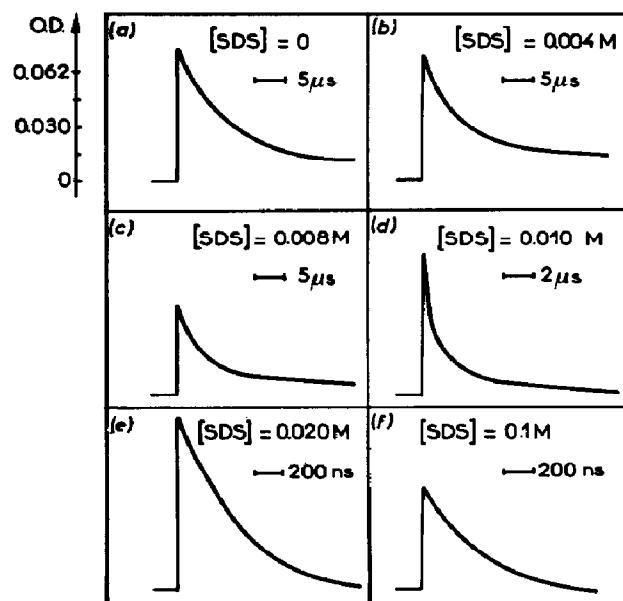 O.D.
0.062
0.030
0
(a) [SDS] = 0
5μs
(b) [SDS] = 0.004 M
5μs
(c) [SDS] = 0.008 M
5μs
(d) [SDS] = 0.010 M
2μs
(e) [SDS] = 0.020 M
200 ns
(f) [SDS] = 0.1 M
200 ns